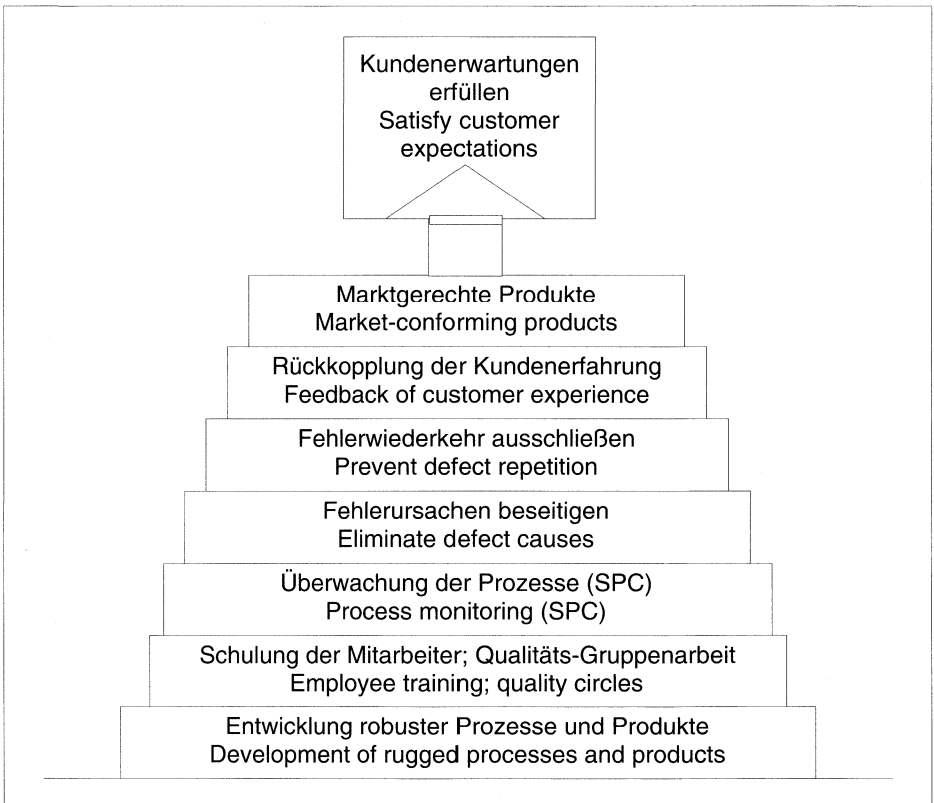 Kundenerwartungen
erfüllen
Satisfy customer
expectations
Marktgerechte Produkte
Market-conforming products
Rückkopplung der Kundenerfahrung
Feedback of customer experience
Fehlerwiederkehr ausschließen
Prevent defect repetition
Fehlerursachen beseitigen
Eliminate defect causes
Überwachung der Prozesse (SPC)
Process monitoring (SPC)
Schulung der Mitarbeiter; Qualitäts-Gruppenarbeit
Employee training; quality circles
Entwicklung robuster Prozesse und Produkte
Development of rugged processes and products